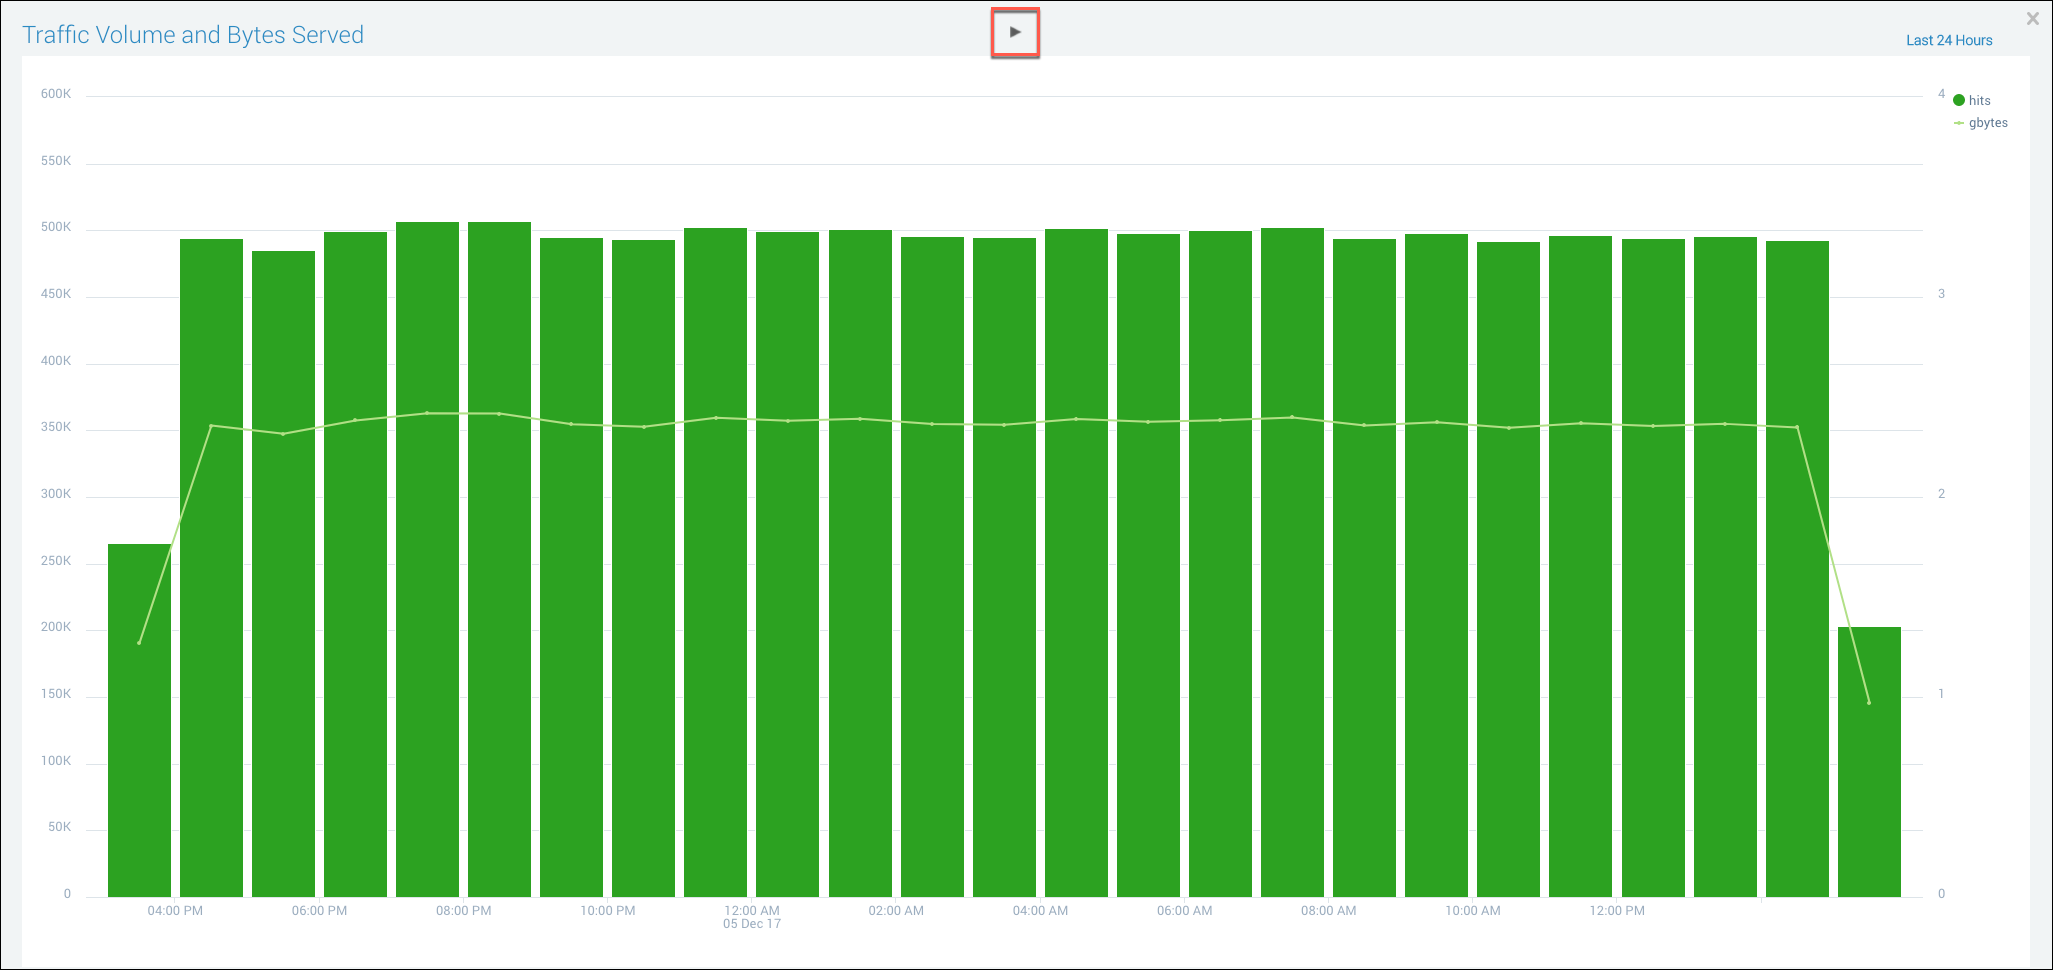 Traffic Volume and Bytes Served
Last 24 Hours
600K
550K
500K
450K
400K
350K
300K
250K
200K
150K
100K
50K
0
4
3
2
1
0
hits
gbytes
04:00 PM 06:00 PM 08:00 PM 10:00 PM 12:00 AM 02:00 AM 04:00 AM 06:00 AM 08:00 AM 10:00 AM 12:00 PM
05 Dec 17